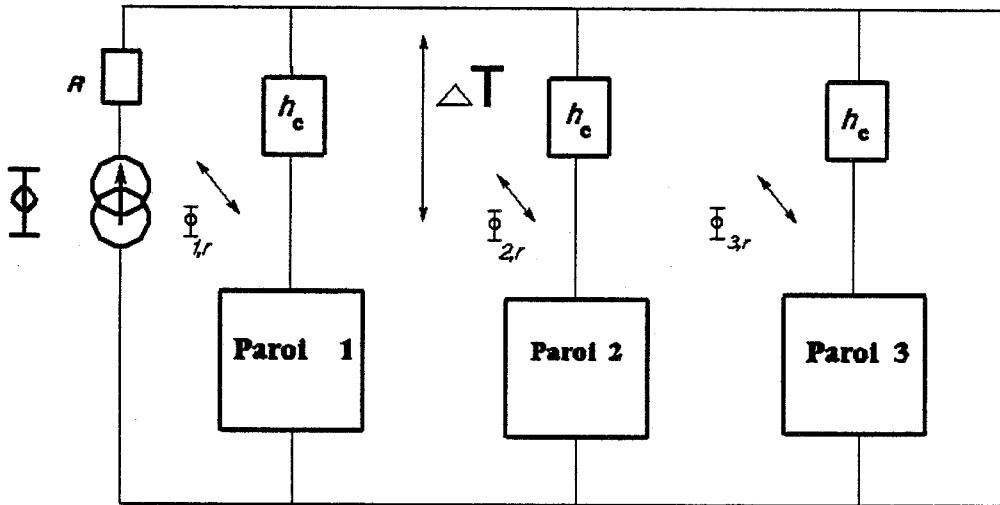 R
h_c
ΔT
h_c
h_c
Φ
Φ_1,r
Φ_2,r
Φ_3,r
Paroi 1
Paroi 2
Paroi 3